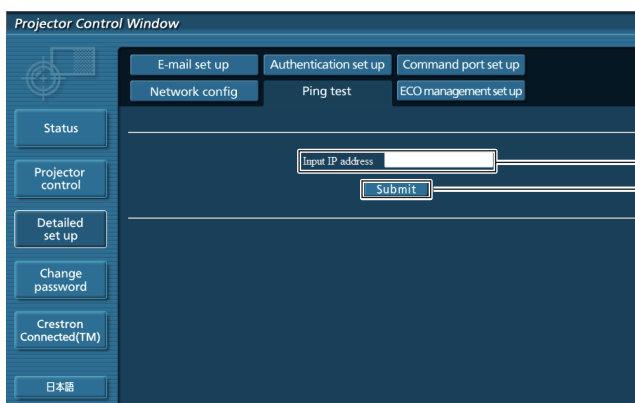 Projector Control Window
E-mail set up
Authentication set up
Command port set up
Network config
Ping test
ECO management set up
Status
Projector
control
Detailed
set up
Change
password
Crestron
Connected(TM)
日本語
Input IP address
Submit